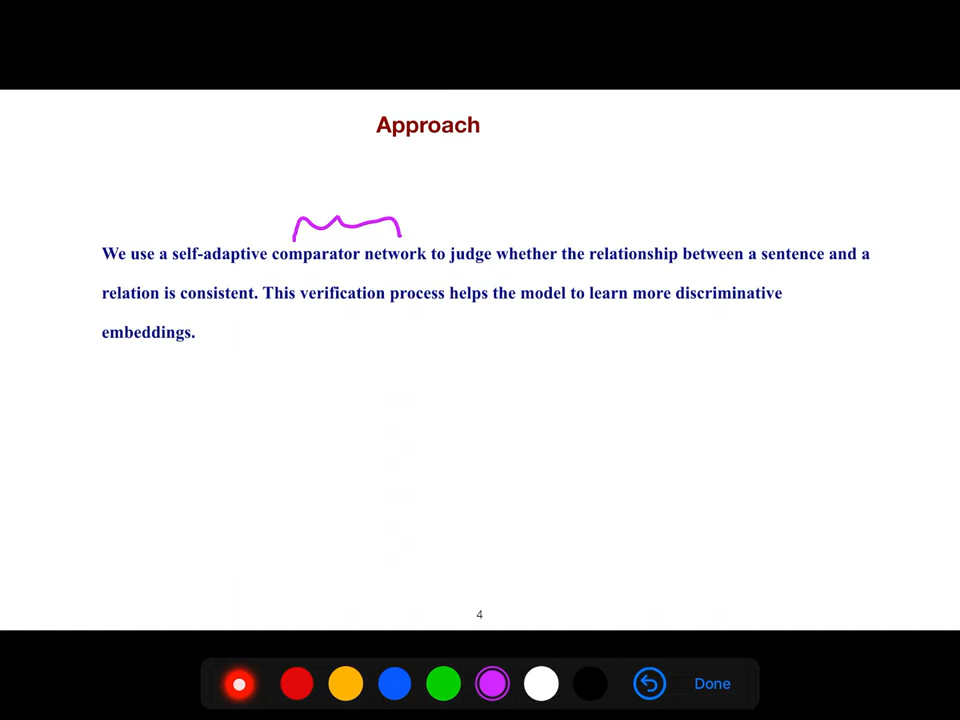 Approach
We use a self-adaptive comparator network to judge whether the relationship between a sentence and a
relation is consistent. This verification process helps the model to learn more discriminative
embeddings.
4
Done